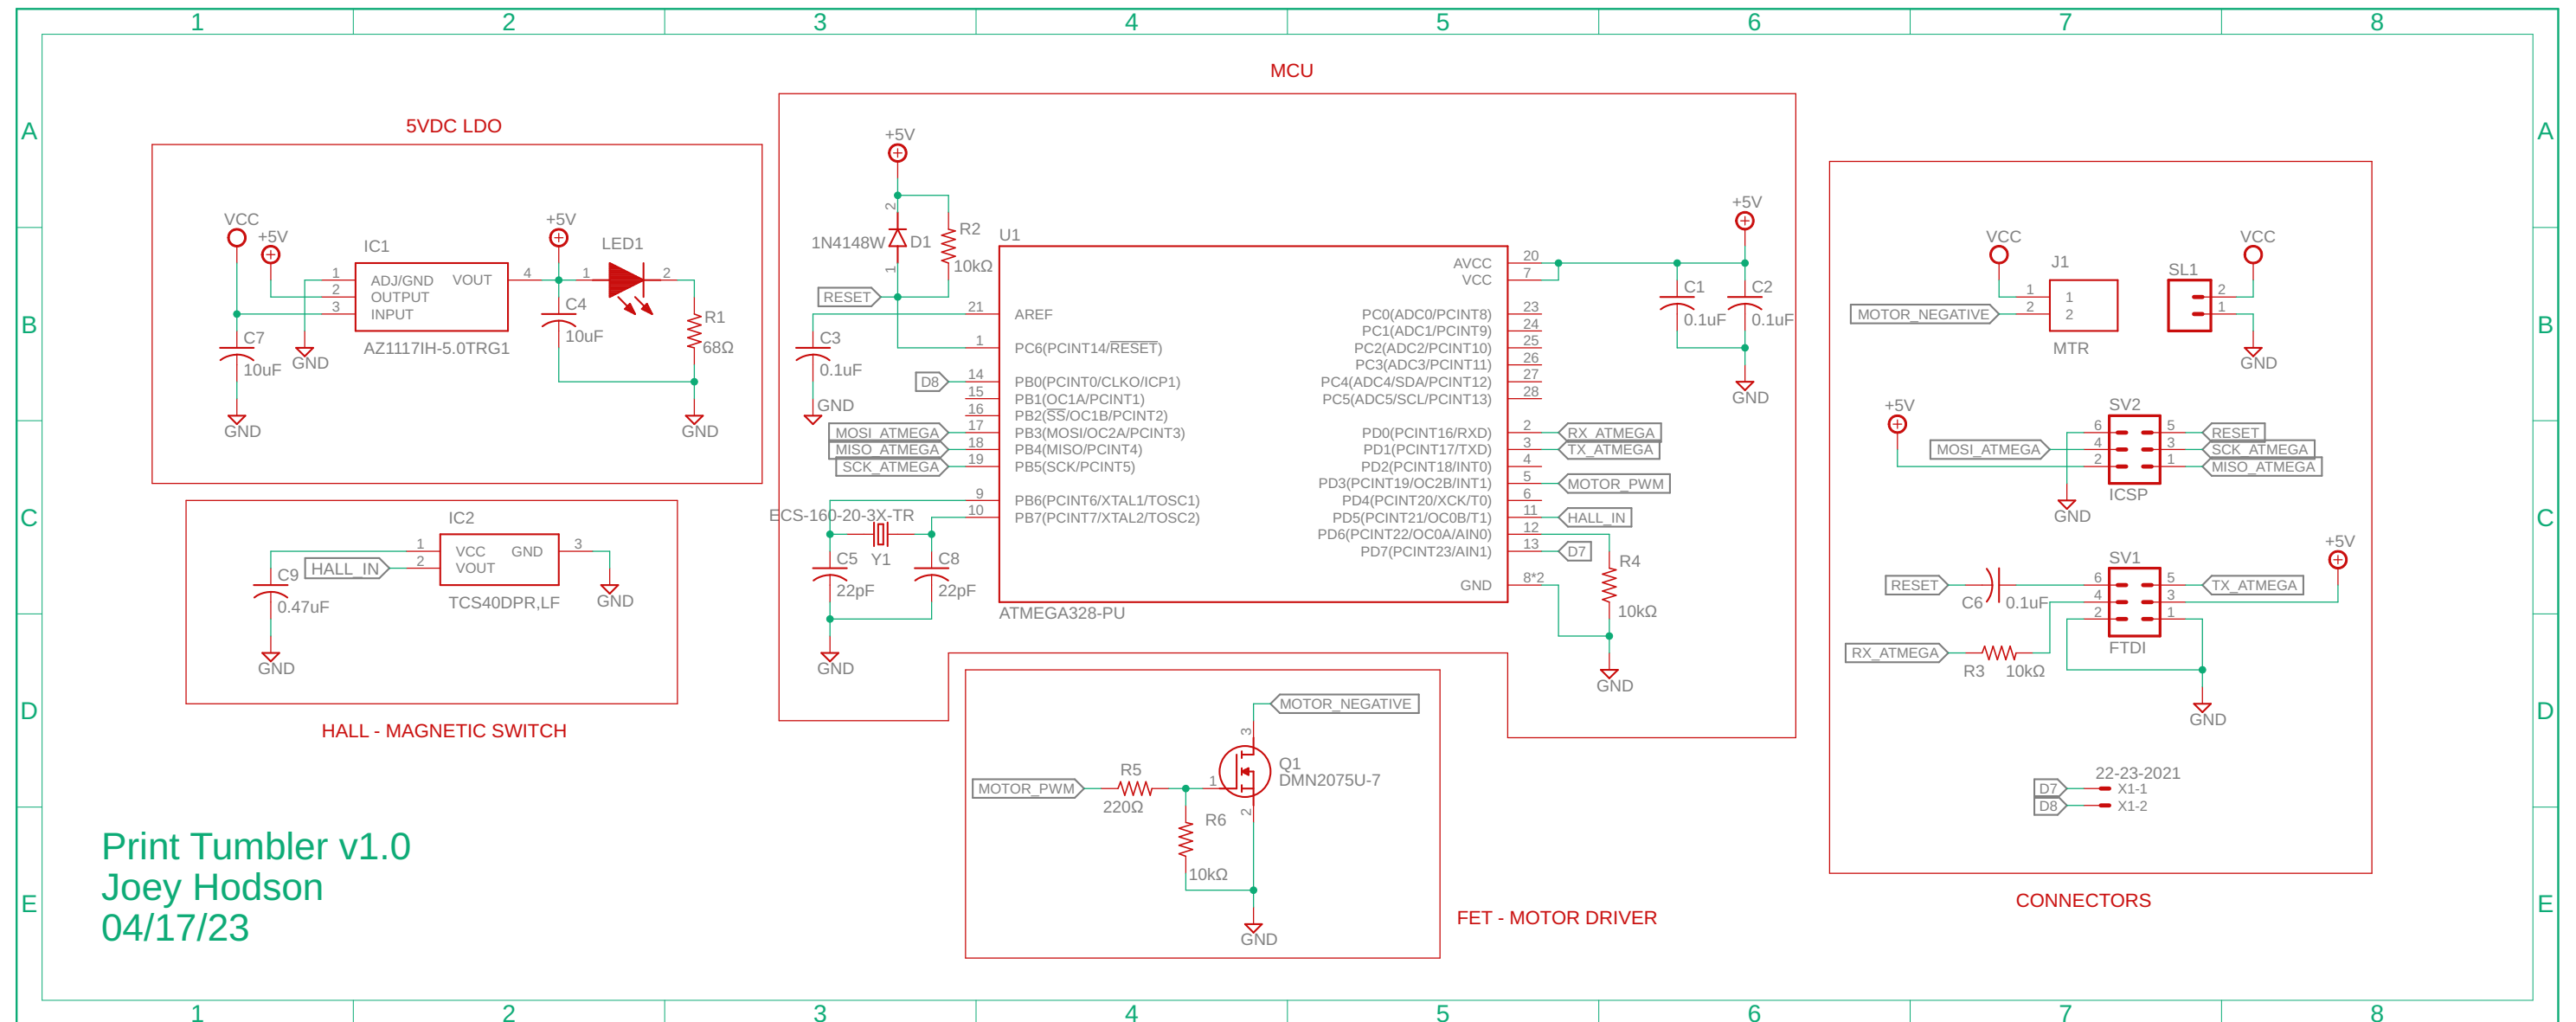 1 2 3 4 5 6 7 8
A A
B B
C C
D D
E E
5VDC LDO
VCC
+5V
IC1
1 ADJ/GND VOUT 4
2 OUTPUT
3 INPUT
AZ1117IH-5.0TRG1
C7
10uF
GND
GND
+5V
LED1
1 2
C4
10uF
R1
68Ω
GND
IC2
1 VCC GND 3
2 VOUT
HALL_IN
C9
0.47uF
TCS40DPR,LF
GND
GND
HALL - MAGNETIC SWITCH
MCU
+5V
2
1N4148W D1
1
R2
10kΩ
RESET
C3
0.1uF
GND
U1
21 AREF
1 PC6(PCINT14/RESET)
D8 14 PB0(PCINT0/CLKO/ICP1)
15 PB1(OC1A/PCINT1)
16 PB2(SS/OC1B/PCINT2)
MOSI_ATMEGA 17 PB3(MOSI/OC2A/PCINT3)
MISO_ATMEGA 18 PB4(MISO/PCINT4)
SCK_ATMEGA 19 PB5(SCK/PCINT5)
9 PB6(PCINT6/XTAL1/TOSC1)
10 PB7(PCINT7/XTAL2/TOSC2)
ECS-160-20-3X-TR
Y1
C5
22pF
C8
22pF
GND
ATMEGA328-PU
AVCC 20
VCC 7
PC0(ADC0/PCINT8) 23
PC1(ADC1/PCINT9) 24
PC2(ADC2/PCINT10) 25
PC3(ADC3/PCINT11) 26
PC4(ADC4/SDA/PCINT12) 27
PC5(ADC5/SCL/PCINT13) 28
PD0(PCINT16/RXD) 2 RX_ATMEGA
PD1(PCINT17/TXD) 3 TX_ATMEGA
PD2(PCINT18/INT0) 4
PD3(PCINT19/OC2B/INT1) 5 MOTOR_PWM
PD4(PCINT20/XCK/T0) 6
PD5(PCINT21/OC0B/T1) 11 HALL_IN
PD6(PCINT22/OC0A/AIN0) 12
PD7(PCINT23/AIN1) 13 D7
GND 8*2
+5V
C1
0.1uF
C2
0.1uF
GND
R4
10kΩ
GND
MOTOR_NEGATIVE
3
Q1
DMN2075U-7
MOTOR_PWM
R5
220Ω
1
2
R6
10kΩ
GND
FET - MOTOR DRIVER
VCC
J1
1 1
MOTOR_NEGATIVE 2 2
MTR
VCC
SL1
2
1
GND
+5V
SV2
6 5 RESET
MOSI_ATMEGA 4 3 SCK_ATMEGA
2 1 MISO_ATMEGA
ICSP
GND
+5V
SV1
RESET C6 0.1uF 6 5 TX_ATMEGA
4 3
2 1
FTDI
RX_ATMEGA
R3 10kΩ
GND
22-23-2021
D7 X1-1
D8 X1-2
CONNECTORS
Print Tumbler v1.0
Joey Hodson
04/17/23
1 2 3 4 5 6 7 8